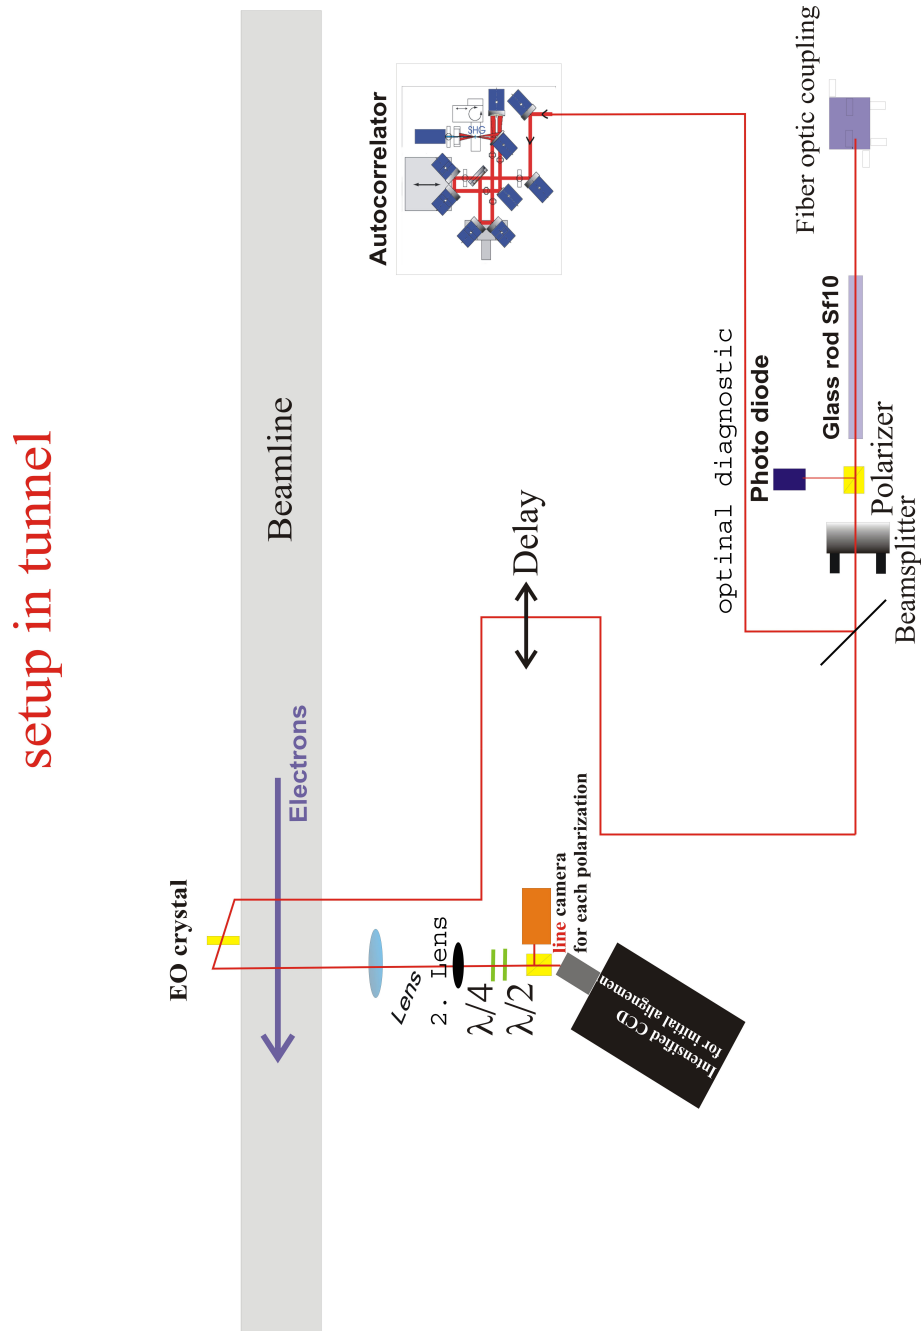 setup in tunnel
Beamline
Electrons
EO crystal
Autocorrelator
SHG
Fiber optic coupling
Glass rod Sf10
optinal diagnostic
Photo diode
Polarizer
Beamsplitter
Delay
Lens
2. Lens
λ/4
λ/2
line camera
for each polarization
Intensified CCD
for initial alignemen